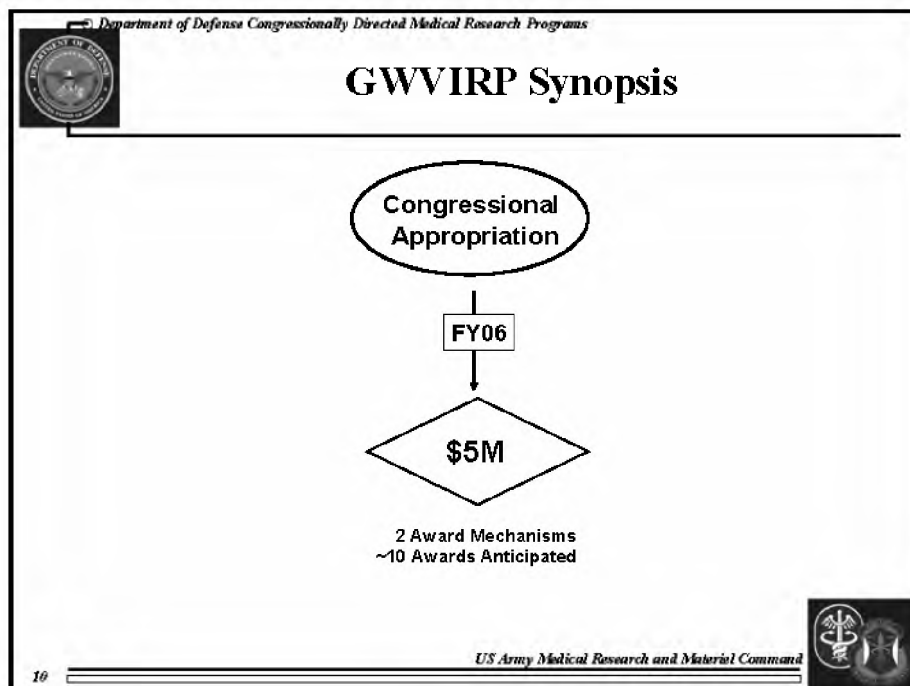 Department of Defense Congressionally Directed Medical Research Programs
GWVIRP Synopsis
Congressional
Appropriation
FY06
$5M
2 Award Mechanisms
~10 Awards Anticipated
US Army Medical Research and Materiel Command
10